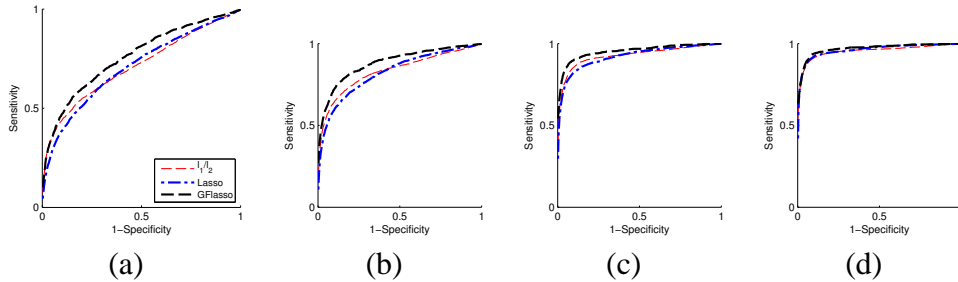 1
0.5
0
0
0.5
1
Sensitivity
1−Specificity
l1/l2
Lasso
GFlasso
(a)
1
0.5
0
0
0.5
1
Sensitivity
1−Specificity
(b)
1
0.5
0
0
0.5
1
Sensitivity
1−Specificity
(c)
1
0.5
0
0
0.5
Sensitivity
1−Specificity
(d)